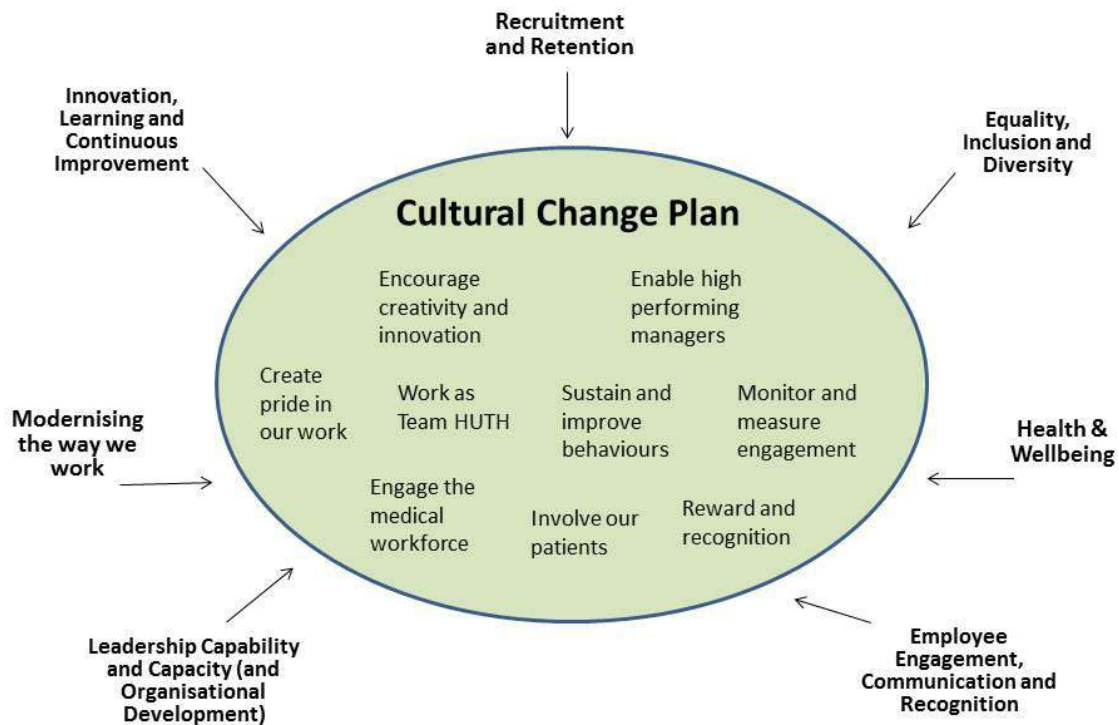 Recruitment
and Retention
Innovation,
Learning and
Continuous
Improvement
Equality,
Inclusion and
Diversity
Cultural Change Plan
Encourage
creativity and
innovation
Enable high
performing
managers
Create
pride in
our work
Work as
Team HUTH
Sustain and
improve
behaviours
Monitor and
measure
engagement
Modernising
the way we
work
Health &
Wellbeing
Engage the
medical
workforce
Involve our
patients
Reward and
recognition
Leadership Capability
and Capacity (and
Organisational
Development)
Employee
Engagement,
Communication and
Recognition